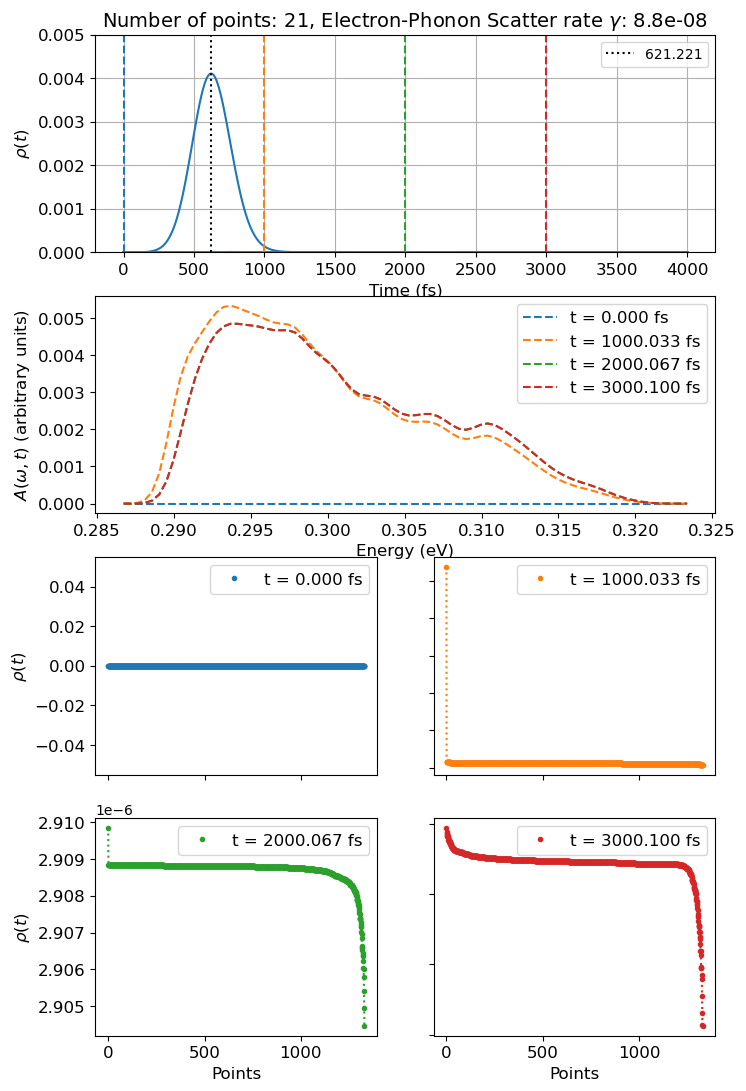 Number of points: 21, Electron-Phonon Scatter rate γ: 8.8e-08
0.005
0.004
0.003
0.002
0.001
0.000
ρ(t)
621.221
0 500 1000 1500 2000 2500 3000 3500 4000
Time (fs)
0.005
0.004
0.003
0.002
0.001
0.000
A(ω, t) (arbitrary units)
t = 0.000 fs
t = 1000.033 fs
t = 2000.067 fs
t = 3000.100 fs
0.285 0.290 0.295 0.300 0.305 0.310 0.315 0.320 0.325
Energy (eV)
0.04
0.02
0.00
−0.02
−0.04
ρ(t)
t = 0.000 fs
t = 1000.033 fs
1e−6
2.910
2.909
2.908
2.907
2.906
2.905
ρ(t)
t = 2000.067 fs
0 500 1000
Points
t = 3000.100 fs
0 500 1000
Points